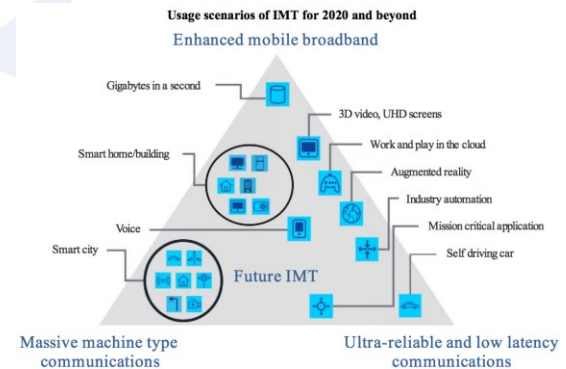 Usage scenarios of IMT for 2020 and beyond
Enhanced mobile broadband
Gigabytes in a second
3D video, UHD screens
Work and play in the cloud
Smart home/building
Augmented reality
Industry automation
Mission critical application
Voice
Smart city
Self driving car
Future IMT
Massive machine type
communications
Ultra-reliable and low latency
communications